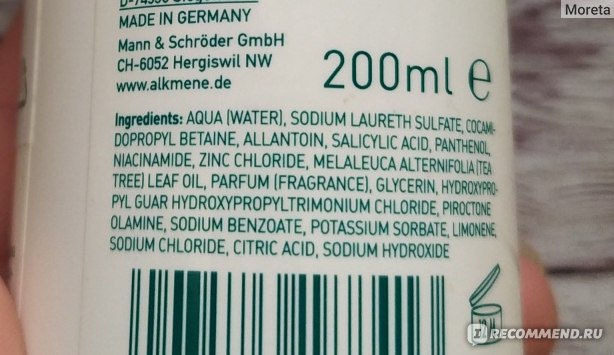 Moreta
MADE IN GERMANY
Mann & Schröder GmbH
CH-6052 Hergiswil NW
www.alkmene.de
200ml e
Ingredients: AQUA (WATER), SODIUM LAURETH SULFATE, COCAMI-
DOPROPYL BETAINE, ALLANTOIN, SALICYLIC ACID, PANTHENOL,
NIACINAMIDE, ZINC CHLORIDE, MELALEUCA ALTERNIFOLIA (TEA
TREE) LEAF OIL, PARFUM (FRAGRANCE), GLYCERIN, HYDROXYPRO-
PYL GUAR HYDROXYPROPYLTRIMONIUM CHLORIDE, PIROCTONE
OLAMINE, SODIUM BENZOATE, POTASSIUM SORBATE, LIMONENE,
SODIUM CHLORIDE, CITRIC ACID, SODIUM HYDROXIDE
RECOMMEND.RU